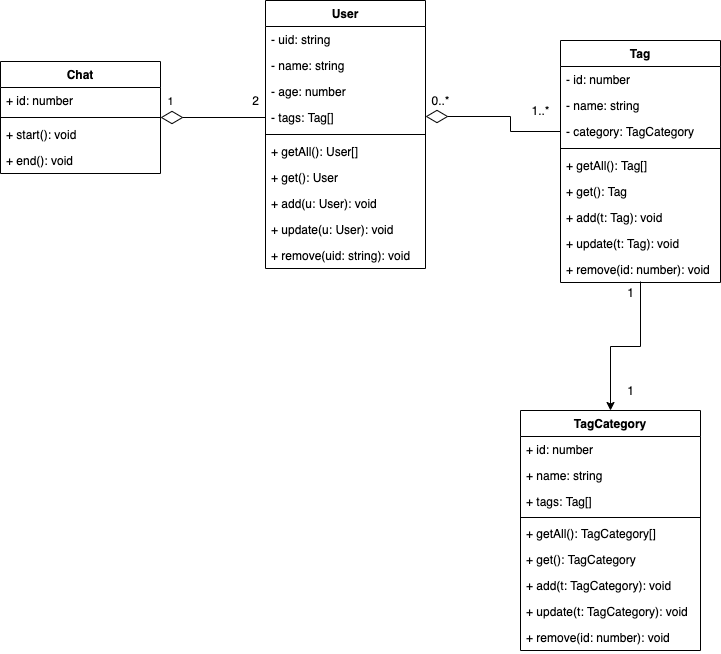 Chat
+ id: number
+ start(): void
+ end(): void
1
2
User
- uid: string
- name: string
- age: number
- tags: Tag[]
+ getAll(): User[]
+ get(): User
+ add(u: User): void
+ update(u: User): void
+ remove(uid: string): void
0..*
1..*
Tag
- id: number
- name: string
- category: TagCategory
+ getAll(): Tag[]
+ get(): Tag
+ add(t: Tag): void
+ update(t: Tag): void
+ remove(id: number): void
1
1
TagCategory
+ id: number
+ name: string
+ tags: Tag[]
+ getAll(): TagCategory[]
+ get(): TagCategory
+ add(t: TagCategory): void
+ update(t: TagCategory): void
+ remove(id: number): void